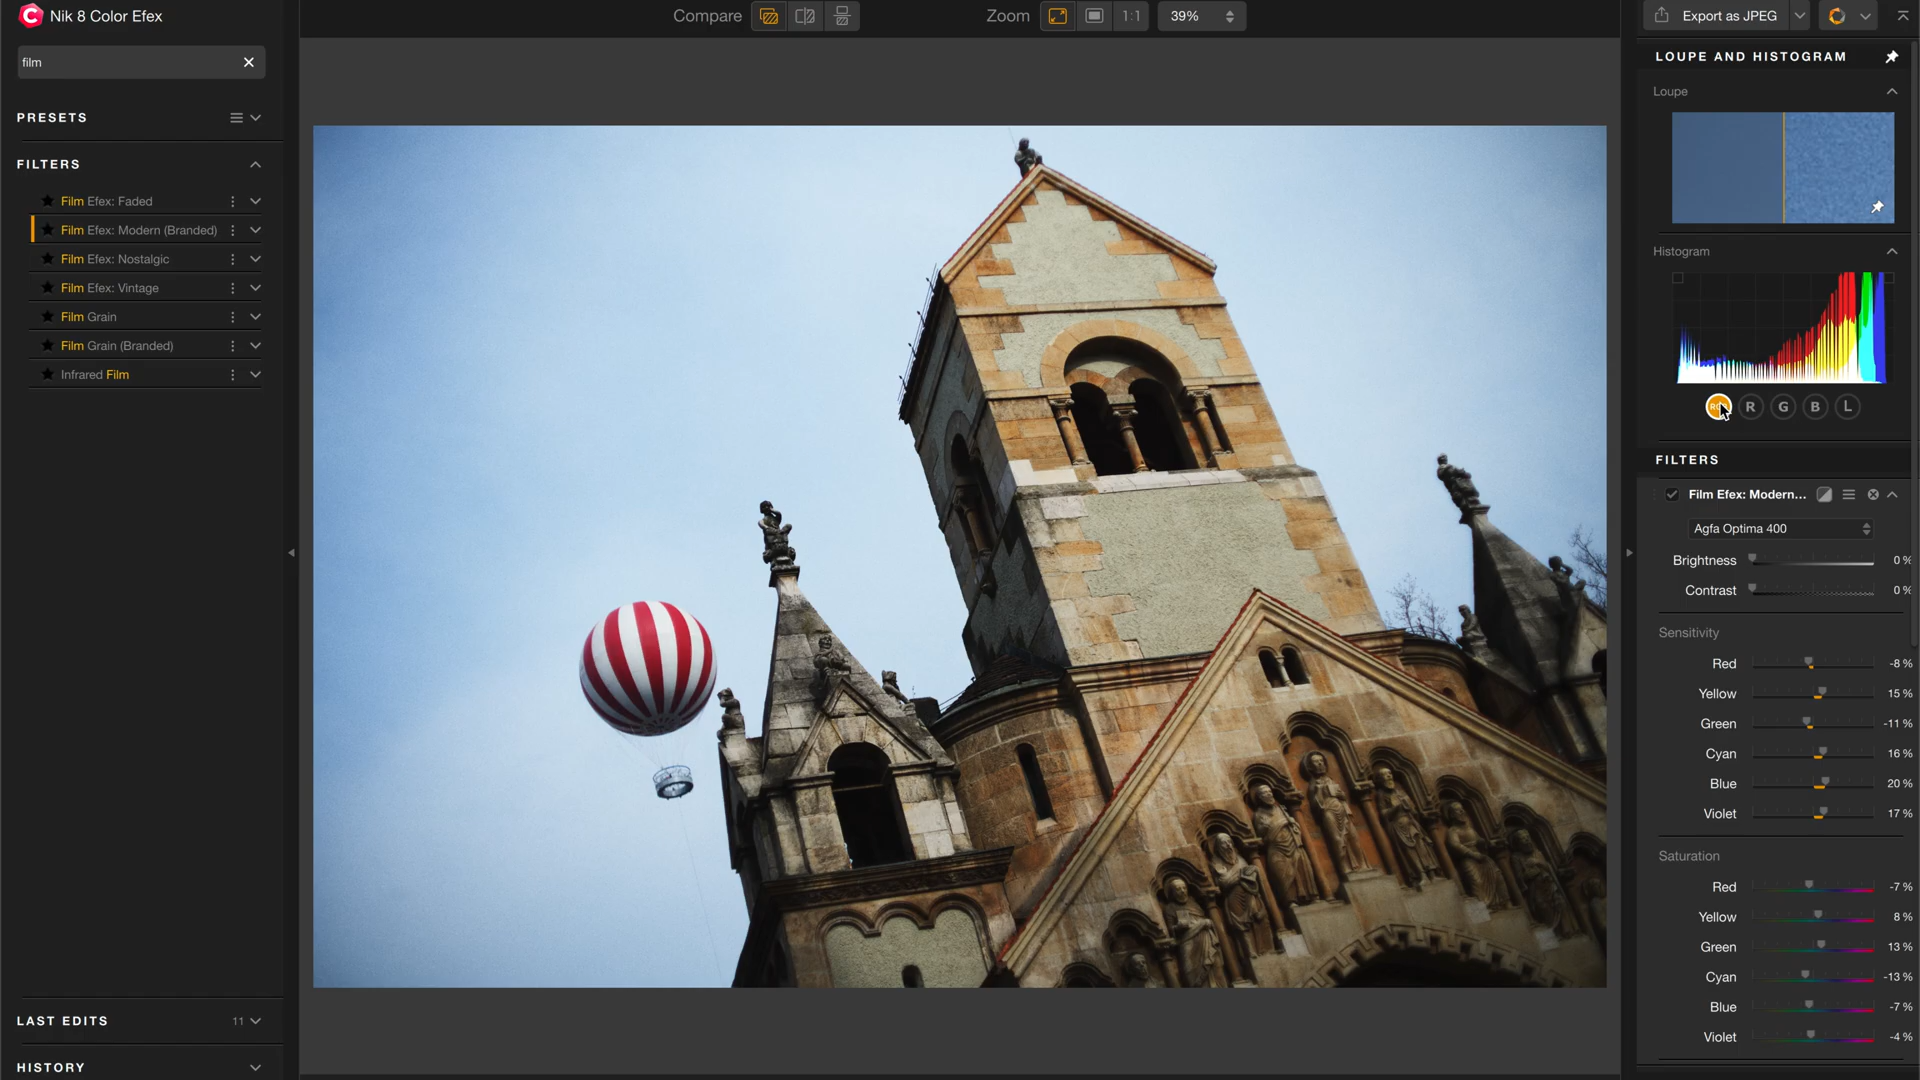 Nik 8 Color Efex
Compare
Zoom
1:1
39%
Export as JPEG
film
PRESETS
FILTERS
Film Efex: Faded
Film Efex: Modern (Branded)
Film Efex: Nostalgic
Film Efex: Vintage
Film Grain
Film Grain (Branded)
Infrared Film
LAST EDITS 11
HISTORY
LOUPE AND HISTOGRAM
Loupe
Histogram
R G B L
FILTERS
Film Efex: Modern...
Agfa Optima 400
Brightness 0 %
Contrast 0 %
Sensitivity
Red -8 %
Yellow 15 %
Green -11 %
Cyan 16 %
Blue 20 %
Violet 17 %
Saturation
Red -7 %
Yellow 8 %
Green 13 %
Cyan -13 %
Blue -7 %
Violet -4 %